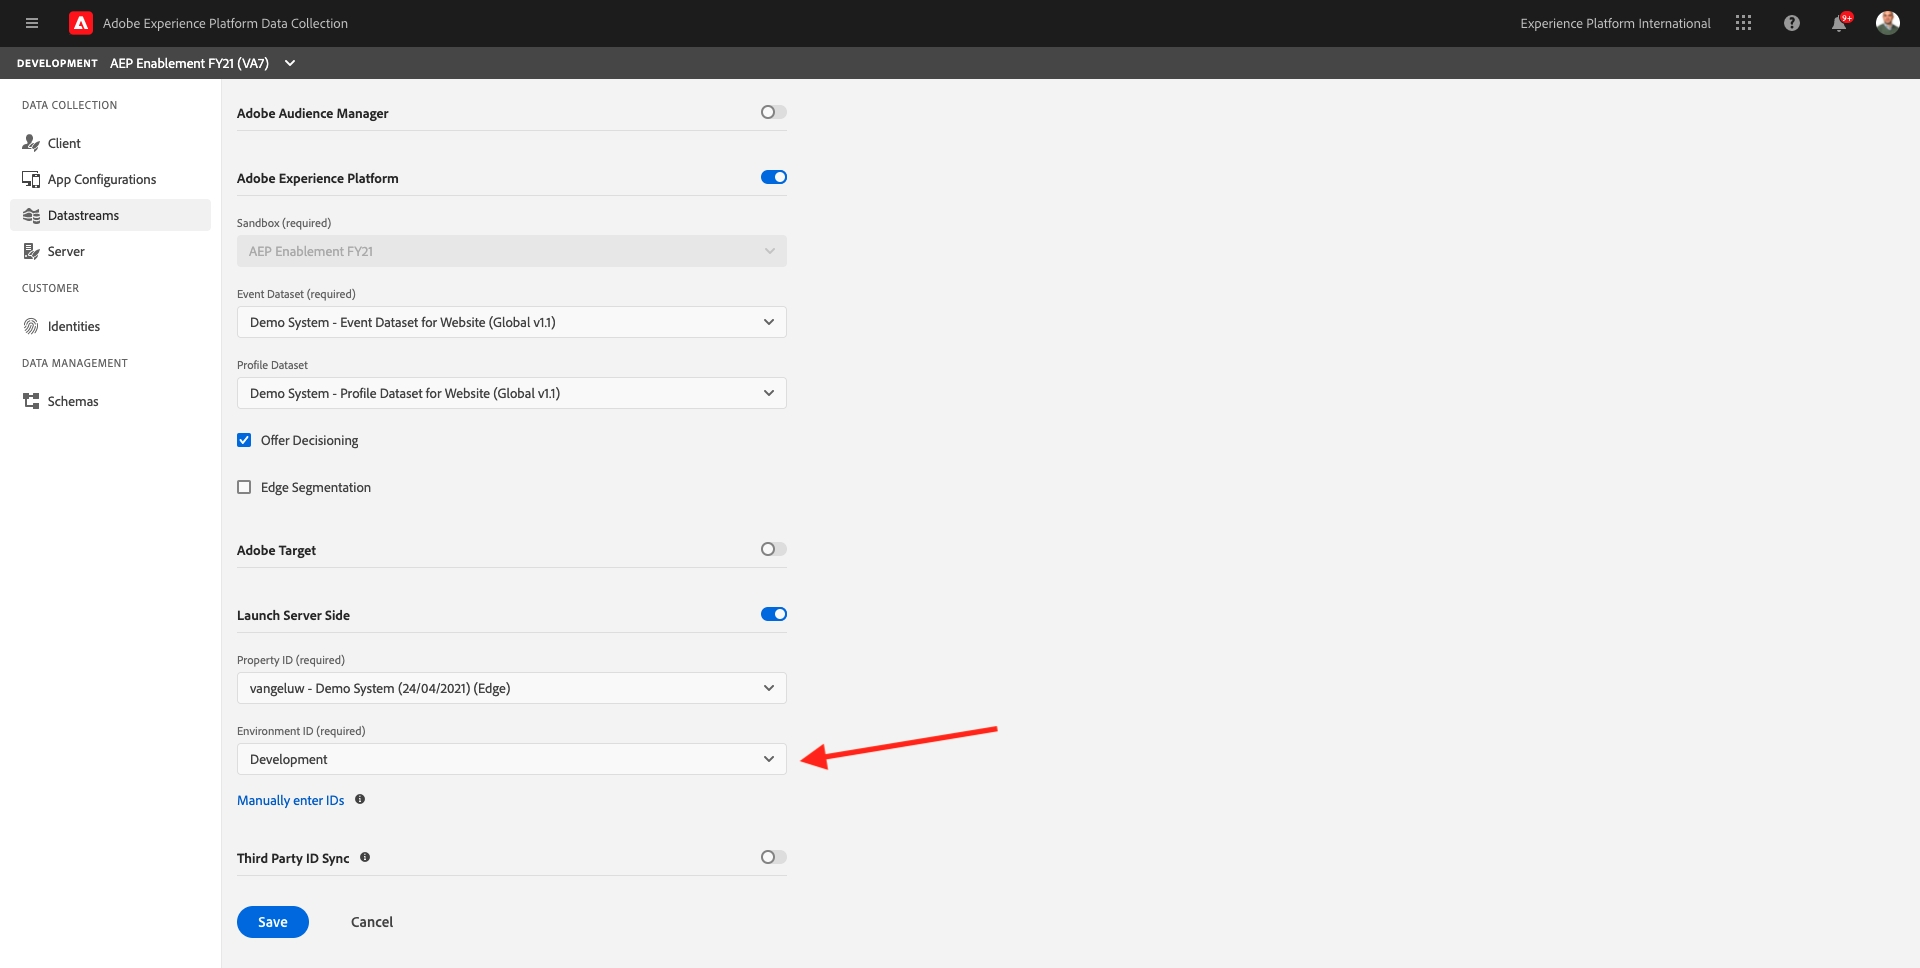 Adobe Experience Platform Data Collection
Experience Platform International
9+
DEVELOPMENT AEP Enablement FY21 (VA7)
DATA COLLECTION
Client
App Configurations
Datastreams
Server
CUSTOMER
Identities
DATA MANAGEMENT
Schemas
Adobe Audience Manager
Adobe Experience Platform
Sandbox (required)
AEP Enablement FY21
Event Dataset (required)
Demo System - Event Dataset for Website (Global v1.1)
Profile Dataset
Demo System - Profile Dataset for Website (Global v1.1)
Offer Decisioning
Edge Segmentation
Adobe Target
Launch Server Side
Property ID (required)
vangeluw - Demo System (24/04/2021) (Edge)
Environment ID (required)
Development
Manually enter IDs
Third Party ID Sync
Save Cancel